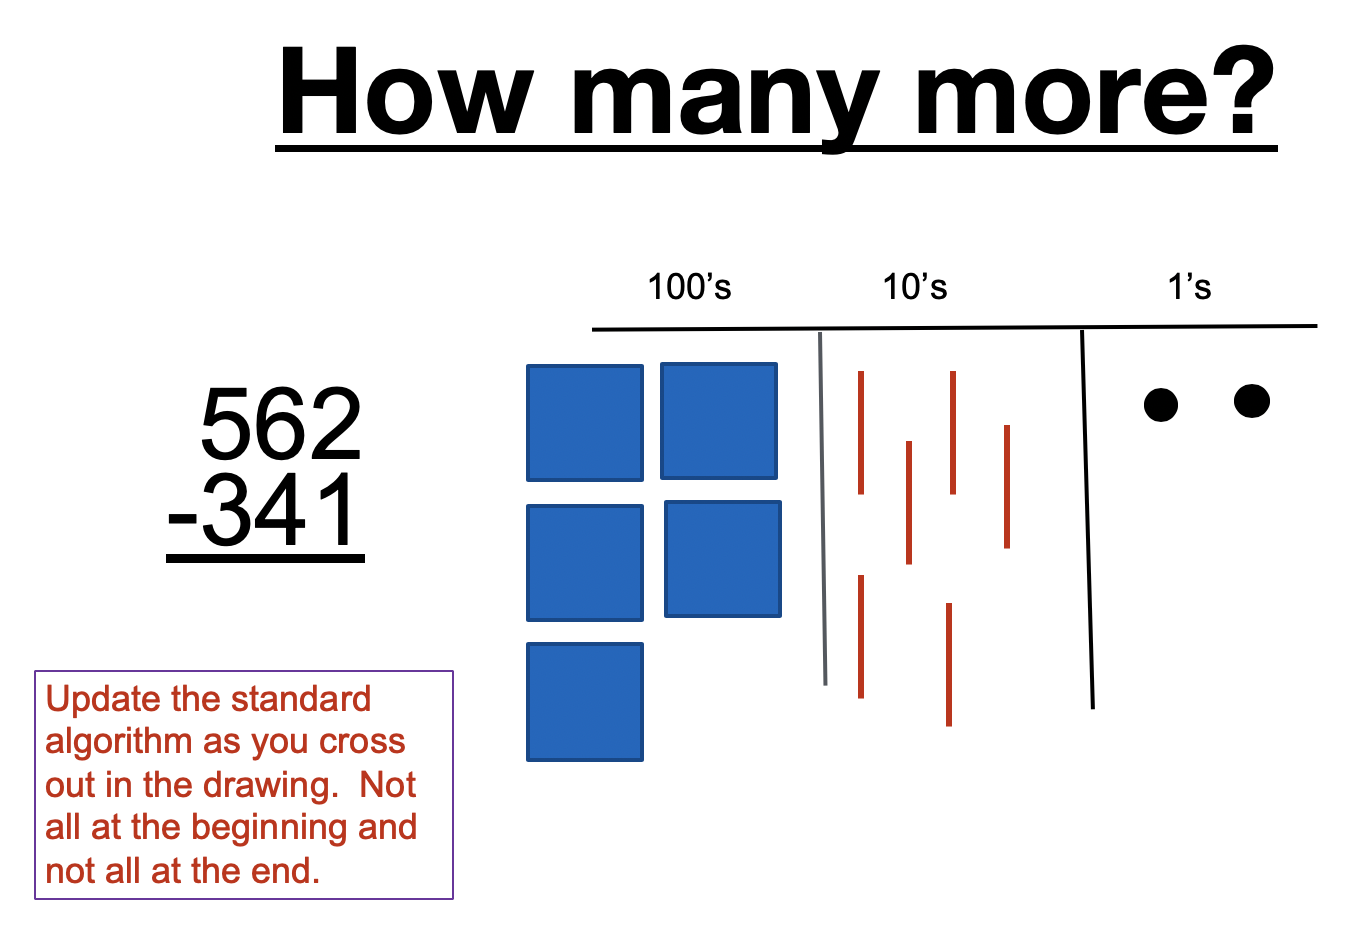 How many more?
100’s 10’s 1’s
562
-341
Update the standard
algorithm as you cross
out in the drawing.  Not
all at the beginning and
not all at the end.